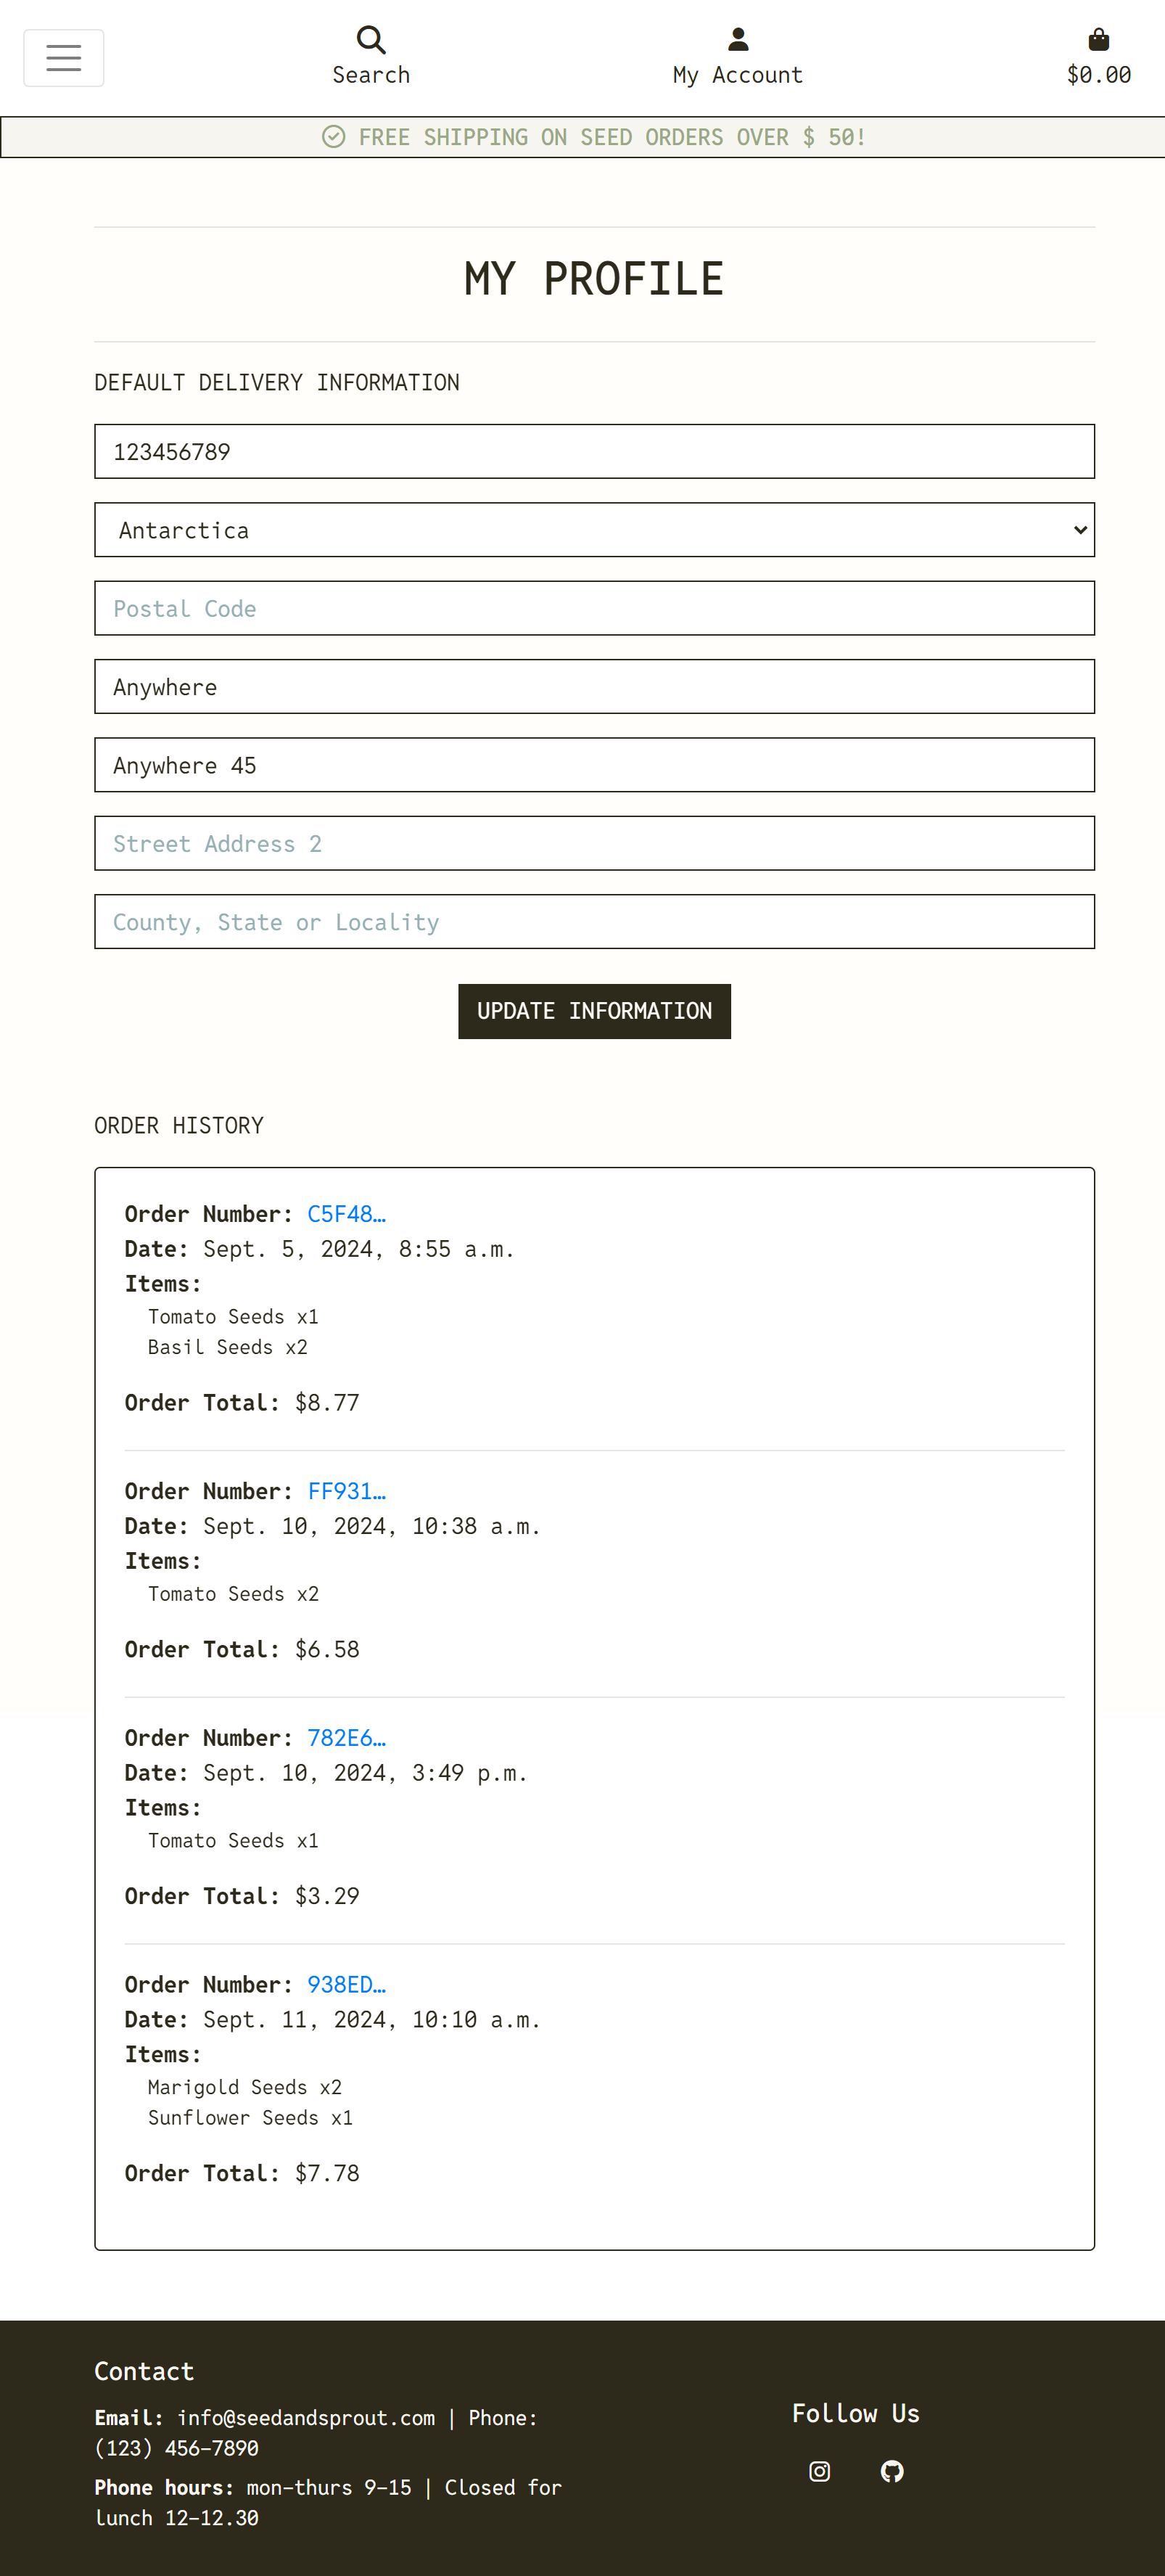 Search
My Account
$0.00
FREE SHIPPING ON SEED ORDERS OVER $ 50!
MY PROFILE
DEFAULT DELIVERY INFORMATION
123456789
Antarctica
Postal Code
Anywhere
Anywhere 45
Street Address 2
County, State or Locality
UPDATE INFORMATION
ORDER HISTORY
Order Number: C5F48…
Date: Sept. 5, 2024, 8:55 a.m.
Items:
Tomato Seeds x1
Basil Seeds x2
Order Total: $8.77
Order Number: FF931…
Date: Sept. 10, 2024, 10:38 a.m.
Items:
Tomato Seeds x2
Order Total: $6.58
Order Number: 782E6…
Date: Sept. 10, 2024, 3:49 p.m.
Items:
Tomato Seeds x1
Order Total: $3.29
Order Number: 938ED…
Date: Sept. 11, 2024, 10:10 a.m.
Items:
Marigold Seeds x2
Sunflower Seeds x1
Order Total: $7.78
Contact
Email: info@seedandsprout.com | Phone:
(123) 456-7890
Phone hours: mon-thurs 9-15 | Closed for
lunch 12-12.30
Follow Us